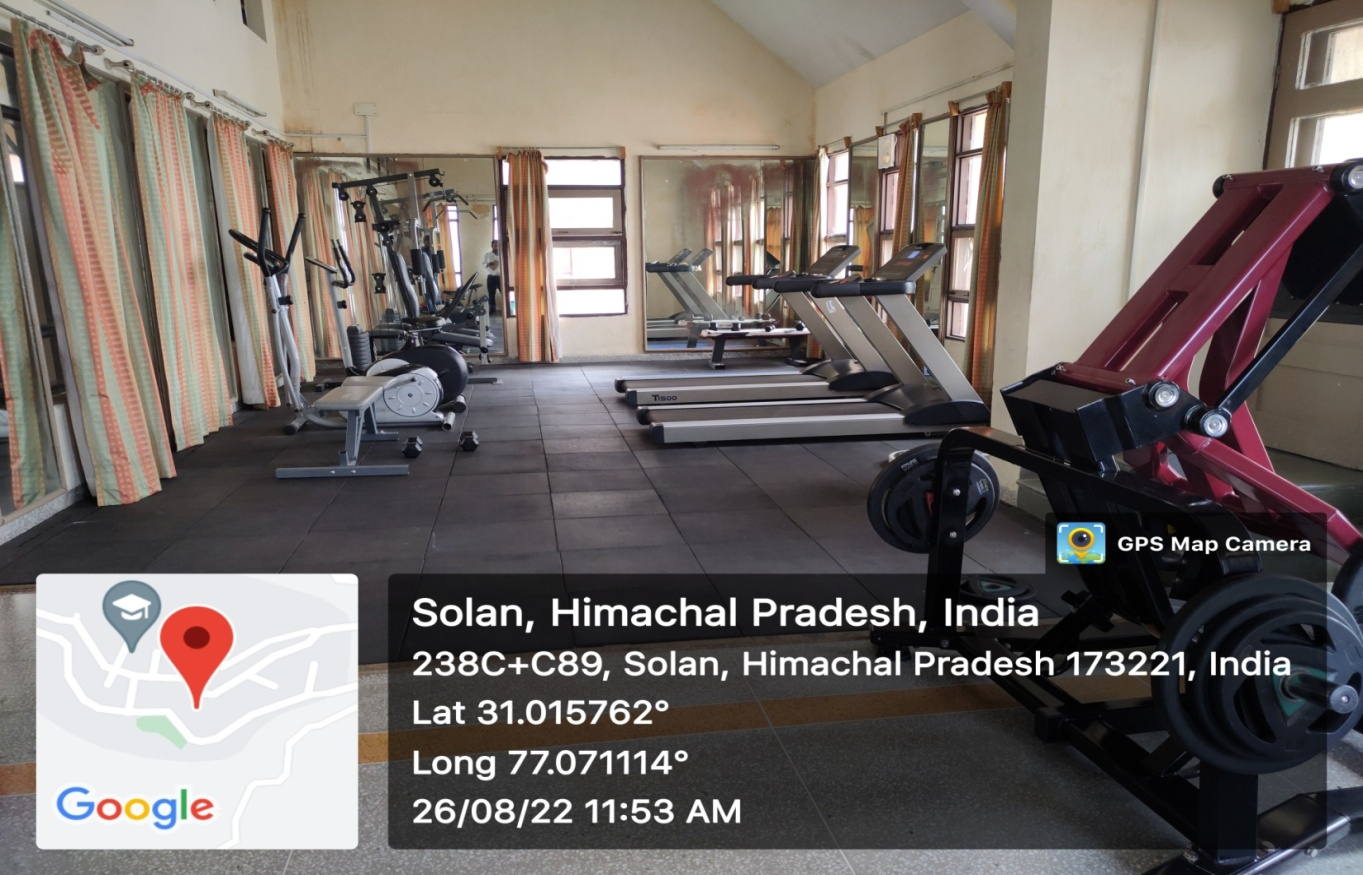 T1500
GPS Map Camera
Solan, Himachal Pradesh, India
238C+C89, Solan, Himachal Pradesh 173221, India
Lat 31.015762°
Long 77.071114°
26/08/22 11:53 AM
Google